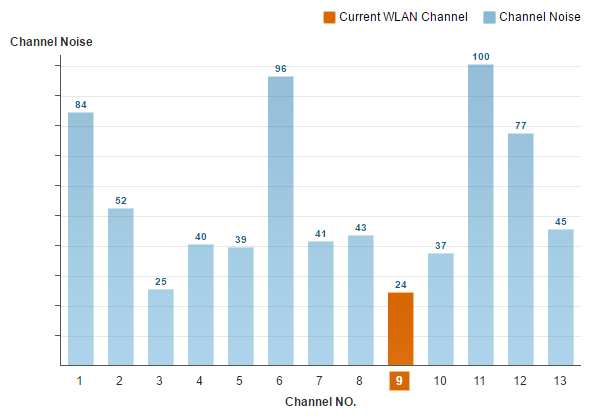 Current WLAN Channel Channel Noise
Channel Noise
84 52 25 40 39 96 41 43 24 37 100 77 45
1 2 3 4 5 6 7 8 9 10 11 12 13
Channel NO.